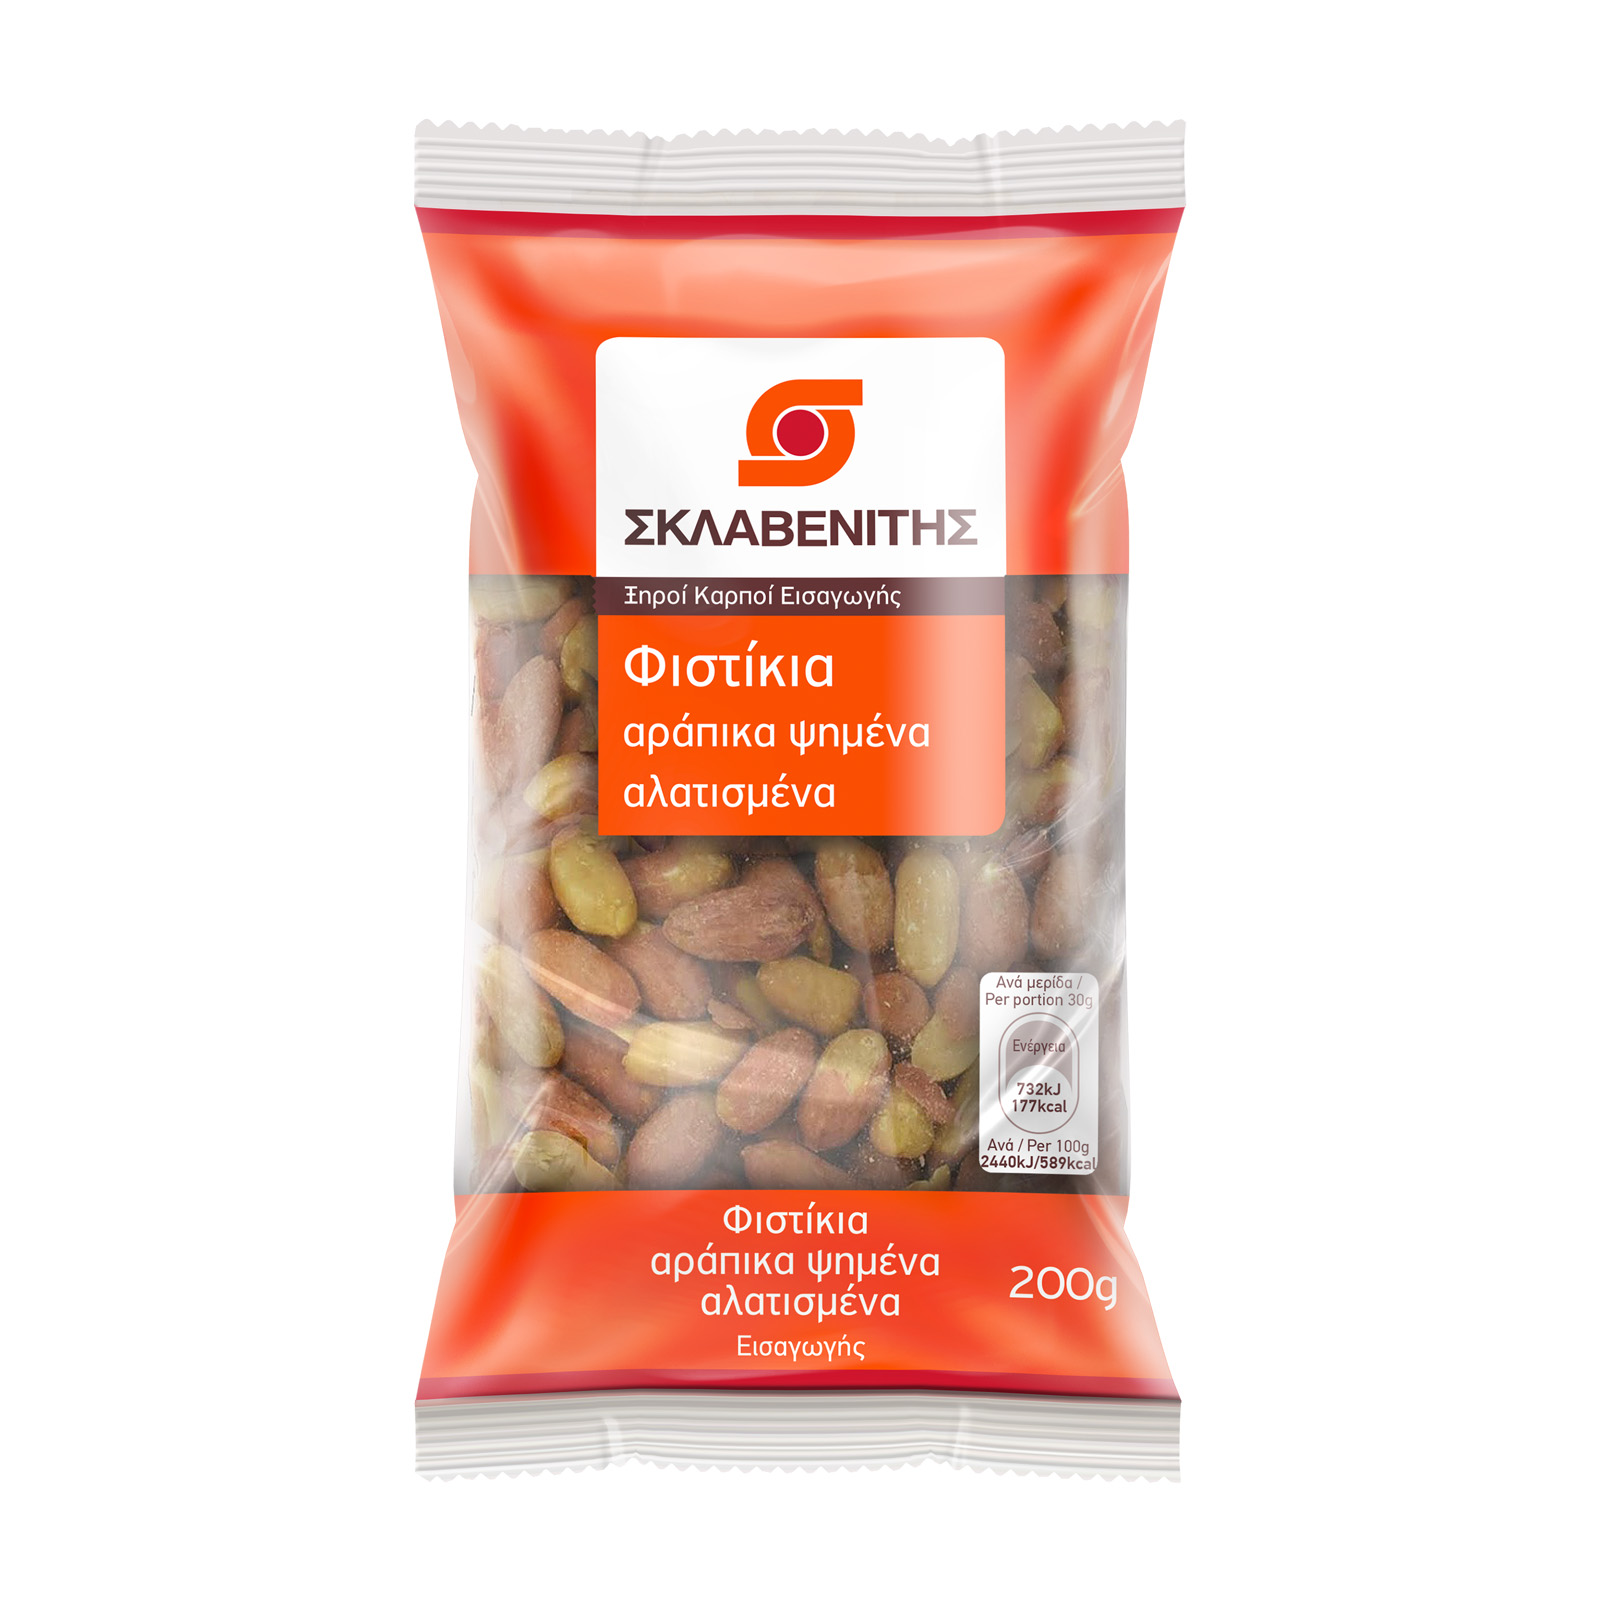 ΣΚΛΑΒΕΝΙΤΗΣ
Ξηροί Καρποί Εισαγωγής
Φιστίκια
αράπικα ψημένα
αλατισμένα
Ανά μερίδα /
Per portion 30g
Ενέργεια
732kJ
177kcal
Ανά / Per 100g
2440kJ/589kcal
Φιστίκια
αράπικα ψημένα
αλατισμένα
200g
Εισαγωγής